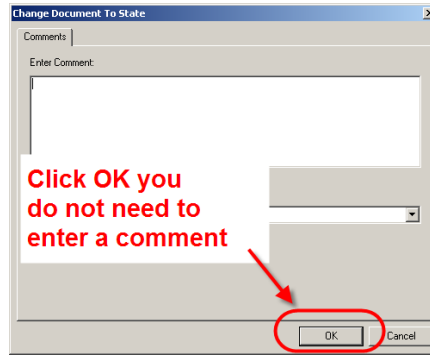 Change Document To State
Comments
Enter Comment:
Click OK you
do not need to
enter a comment
OK
Cancel